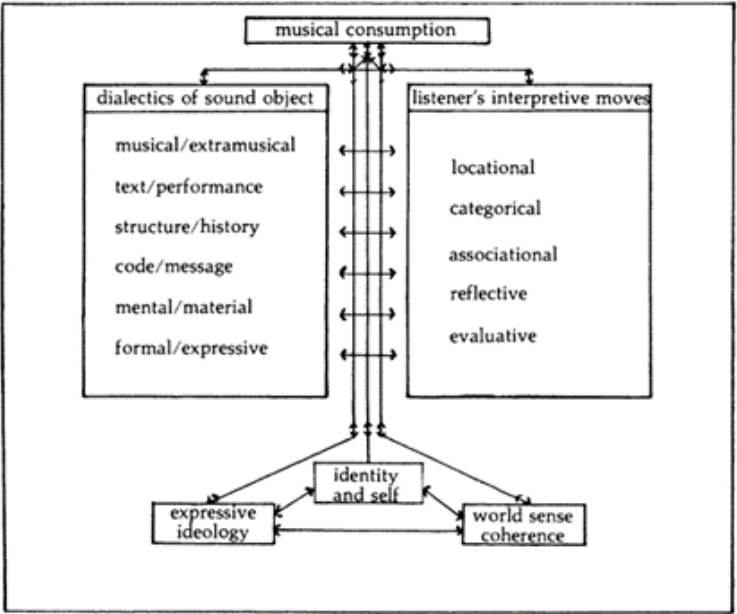 musical consumption
dialectics of sound object
musical/extramusical
text/performance
structure/history
code/message
mental/material
formal/expressive
listener's interpretive moves
locational
categorical
associational
reflective
evaluative
identity
and self
expressive
ideology
world sense
coherence